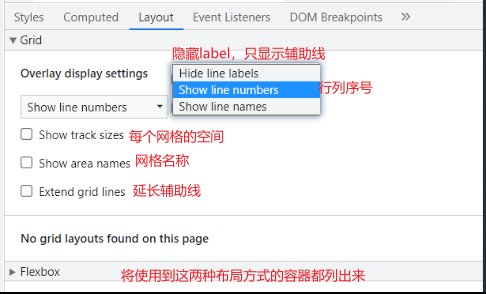 Styles Computed Layout Event Listeners DOM Breakpoints »
Grid
隐藏label，只显示辅助线
Overlay display settings
Hide line labels
Show line numbers
行列序号
Show line names
Show line numbers
Show track sizes 每个网格的空间
Show area names 网格名称
Extend grid lines 延长辅助线
No grid layouts found on this page
Flexbox 将使用到这两种布局方式的容器都列出来